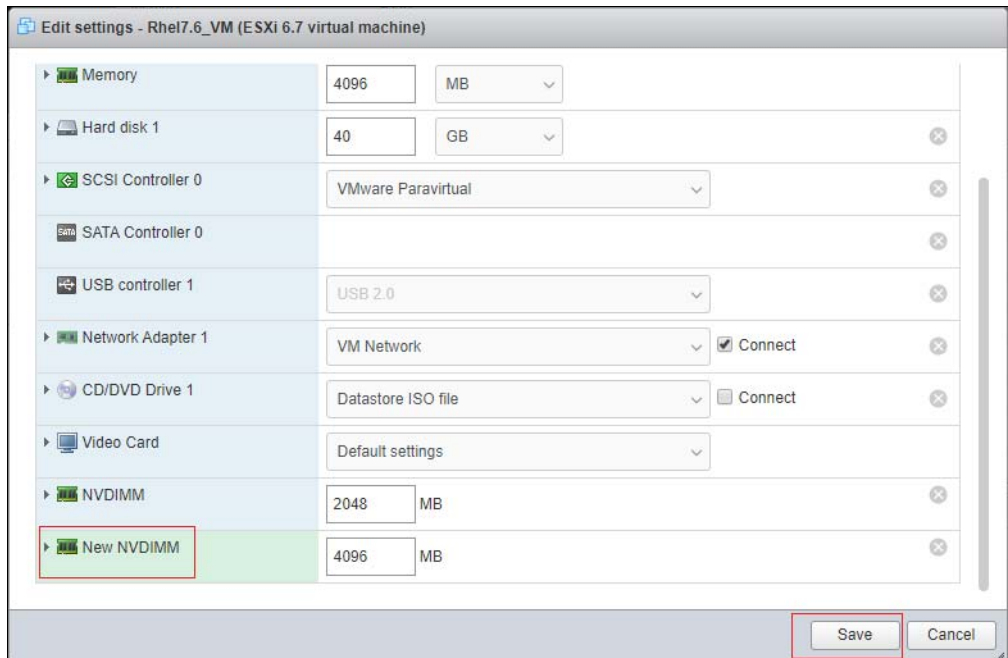 Edit settings - Rhel7.6_VM (ESXi 6.7 virtual machine)
Memory 4096 MB
Hard disk 1 40 GB
SCSI Controller 0 VMware Paravirtual
SATA SATA Controller 0
USB controller 1 USB 2.0
Network Adapter 1 VM Network Connect
CD/DVD Drive 1 Datastore ISO file Connect
Video Card Default settings
NVDIMM 2048 MB
New NVDIMM 4096 MB
Save Cancel